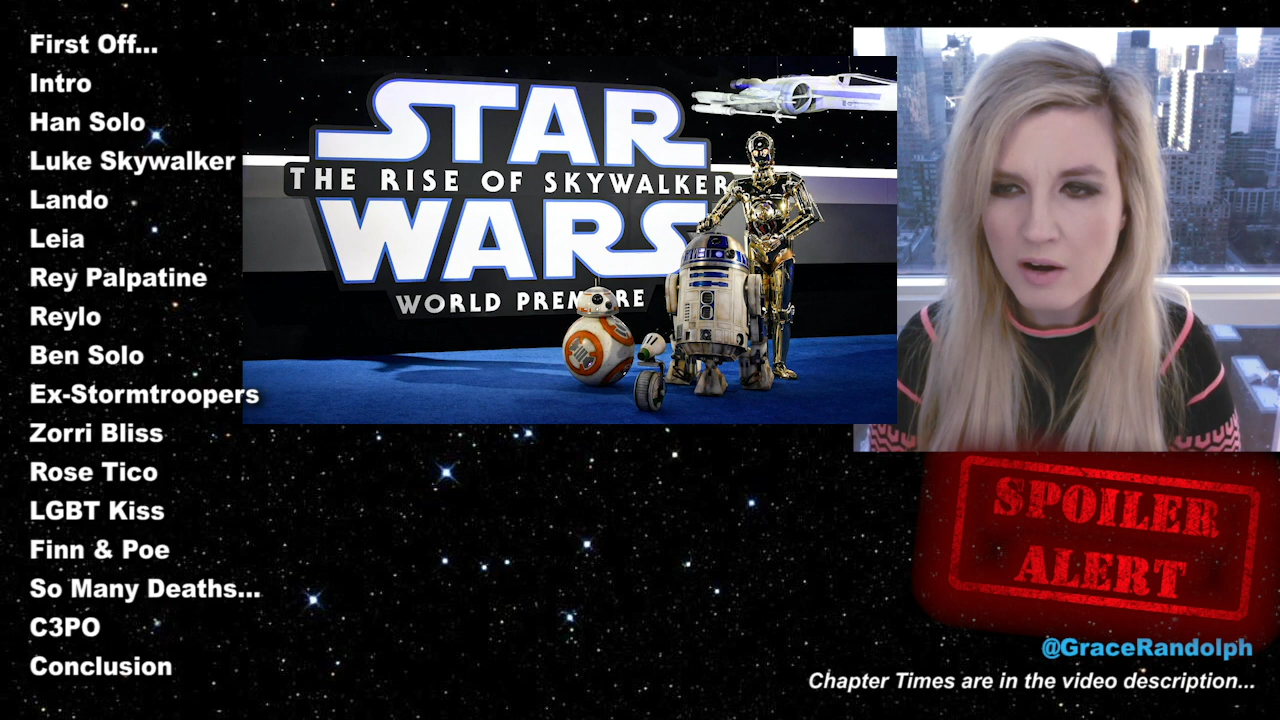 First Off...
Intro
Han Solo
Luke Skywalker
Lando
Leia
Rey Palpatine
Reylo
Ben Solo
Ex-Stormtroopers
Zorri Bliss
Rose Tico
LGBT Kiss
Finn & Poe
So Many Deaths...
C3PO
Conclusion
STAR
THE RISE OF SKYWALKER
WARS
WORLD PREMIERE
SPOILER
ALERT
@GraceRandolph
Chapter Times are in the video description...